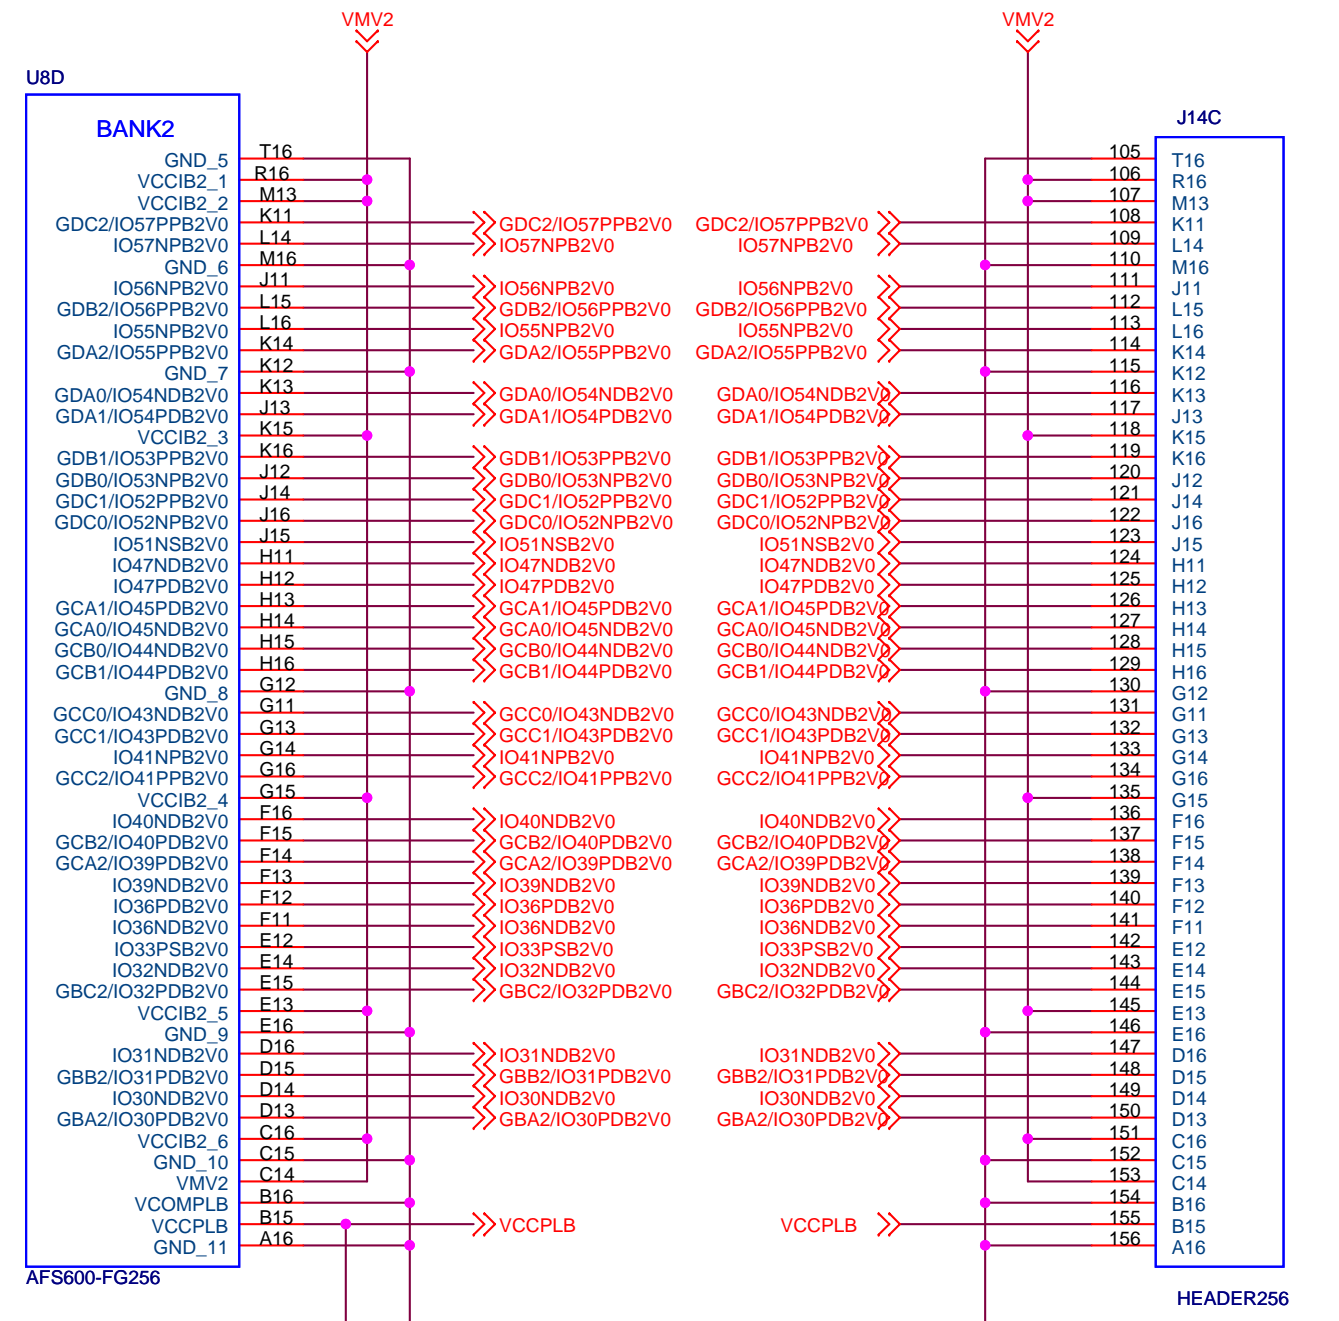 VMV2 VMV2
U8D
J14C
BANK2
GND_5 T16 105 T16
VCCIB2_1 R16 106 R16
VCCIB2_2 M13 107 M13
GDC2/IO57PPB2V0 K11 GDC2/IO57PPB2V0 GDC2/IO57PPB2V0 108 K11
IO57NPB2V0 L14 IO57NPB2V0 IO57NPB2V0 109 L14
GND_6 M16 110 M16
IO56NPB2V0 J11 IO56NPB2V0 IO56NPB2V0 111 J11
GDB2/IO56PPB2V0 L15 GDB2/IO56PPB2V0 GDB2/IO56PPB2V0 112 L15
IO55NPB2V0 L16 IO55NPB2V0 IO55NPB2V0 113 L16
GDA2/IO55PPB2V0 K14 GDA2/IO55PPB2V0 GDA2/IO55PPB2V0 114 K14
GND_7 K12 115 K12
GDA0/IO54NDB2V0 K13 GDA0/IO54NDB2V0 GDA0/IO54NDB2V0 116 K13
GDA1/IO54PDB2V0 J13 GDA1/IO54PDB2V0 GDA1/IO54PDB2V0 117 J13
VCCIB2_3 K15 118 K15
GDB1/IO53PPB2V0 K16 GDB1/IO53PPB2V0 GDB1/IO53PPB2V0 119 K16
GDB0/IO53NPB2V0 J12 GDB0/IO53NPB2V0 GDB0/IO53NPB2V0 120 J12
GDC1/IO52PPB2V0 J14 GDC1/IO52PPB2V0 GDC1/IO52PPB2V0 121 J14
GDC0/IO52NPB2V0 J16 GDC0/IO52NPB2V0 GDC0/IO52NPB2V0 122 J16
IO51NSB2V0 J15 IO51NSB2V0 IO51NSB2V0 123 J15
IO47NDB2V0 H11 IO47NDB2V0 IO47NDB2V0 124 H11
IO47PDB2V0 H12 IO47PDB2V0 IO47PDB2V0 125 H12
GCA1/IO45PDB2V0 H13 GCA1/IO45PDB2V0 GCA1/IO45PDB2V0 126 H13
GCA0/IO45NDB2V0 H14 GCA0/IO45NDB2V0 GCA0/IO45NDB2V0 127 H14
GCB0/IO44NDB2V0 H15 GCB0/IO44NDB2V0 GCB0/IO44NDB2V0 128 H15
GCB1/IO44PDB2V0 H16 GCB1/IO44PDB2V0 GCB1/IO44PDB2V0 129 H16
GND_8 G12 130 G12
GCC0/IO43NDB2V0 G11 GCC0/IO43NDB2V0 GCC0/IO43NDB2V0 131 G11
GCC1/IO43PDB2V0 G13 GCC1/IO43PDB2V0 GCC1/IO43PDB2V0 132 G13
IO41NPB2V0 G14 IO41NPB2V0 IO41NPB2V0 133 G14
GCC2/IO41PPB2V0 G16 GCC2/IO41PPB2V0 GCC2/IO41PPB2V0 134 G16
VCCIB2_4 G15 135 G15
IO40NDB2V0 F16 IO40NDB2V0 IO40NDB2V0 136 F16
GCB2/IO40PDB2V0 F15 GCB2/IO40PDB2V0 GCB2/IO40PDB2V0 137 F15
GCA2/IO39PDB2V0 F14 GCA2/IO39PDB2V0 GCA2/IO39PDB2V0 138 F14
IO39NDB2V0 F13 IO39NDB2V0 IO39NDB2V0 139 F13
IO36PDB2V0 F12 IO36PDB2V0 IO36PDB2V0 140 F12
IO36NDB2V0 F11 IO36NDB2V0 IO36NDB2V0 141 F11
IO33PSB2V0 E12 IO33PSB2V0 IO33PSB2V0 142 E12
IO32NDB2V0 E14 IO32NDB2V0 IO32NDB2V0 143 E14
GBC2/IO32PDB2V0 E15 GBC2/IO32PDB2V0 GBC2/IO32PDB2V0 144 E15
VCCIB2_5 E13 145 E13
GND_9 E16 146 E16
IO31NDB2V0 D16 IO31NDB2V0 IO31NDB2V0 147 D16
GBB2/IO31PDB2V0 D15 GBB2/IO31PDB2V0 GBB2/IO31PDB2V0 148 D15
IO30NDB2V0 D14 IO30NDB2V0 IO30NDB2V0 149 D14
GBA2/IO30PDB2V0 D13 GBA2/IO30PDB2V0 GBA2/IO30PDB2V0 150 D13
VCCIB2_6 C16 151 C16
GND_10 C15 152 C15
VMV2 C14 153 C14
VCOMPLB B16 154 B16
VCCPLB B15 VCCPLB VCCPLB 155 B15
GND_11 A16 156 A16
AFS600-FG256
HEADER256